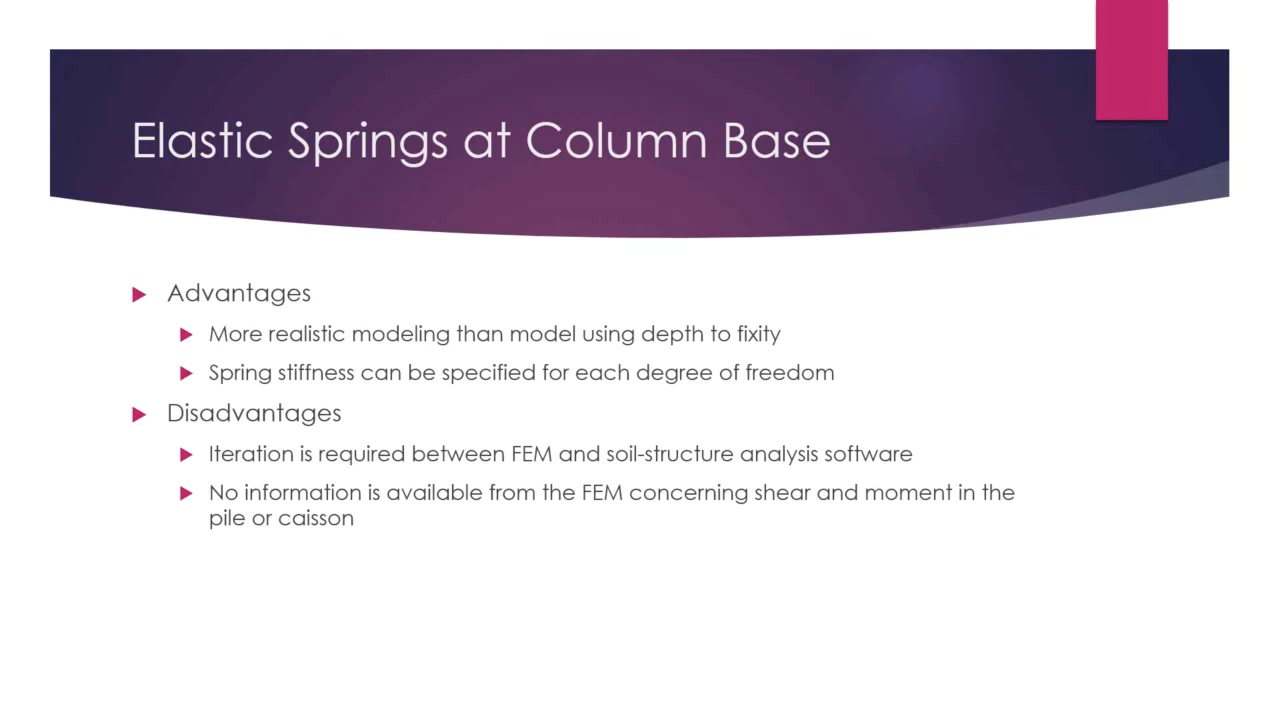 Elastic Springs at Column Base
Advantages
More realistic modeling than model using depth to fixity
Spring stiffness can be specified for each degree of freedom
Disadvantages
Iteration is required between FEM and soil-structure analysis software
No information is available from the FEM concerning shear and moment in the
pile or caisson